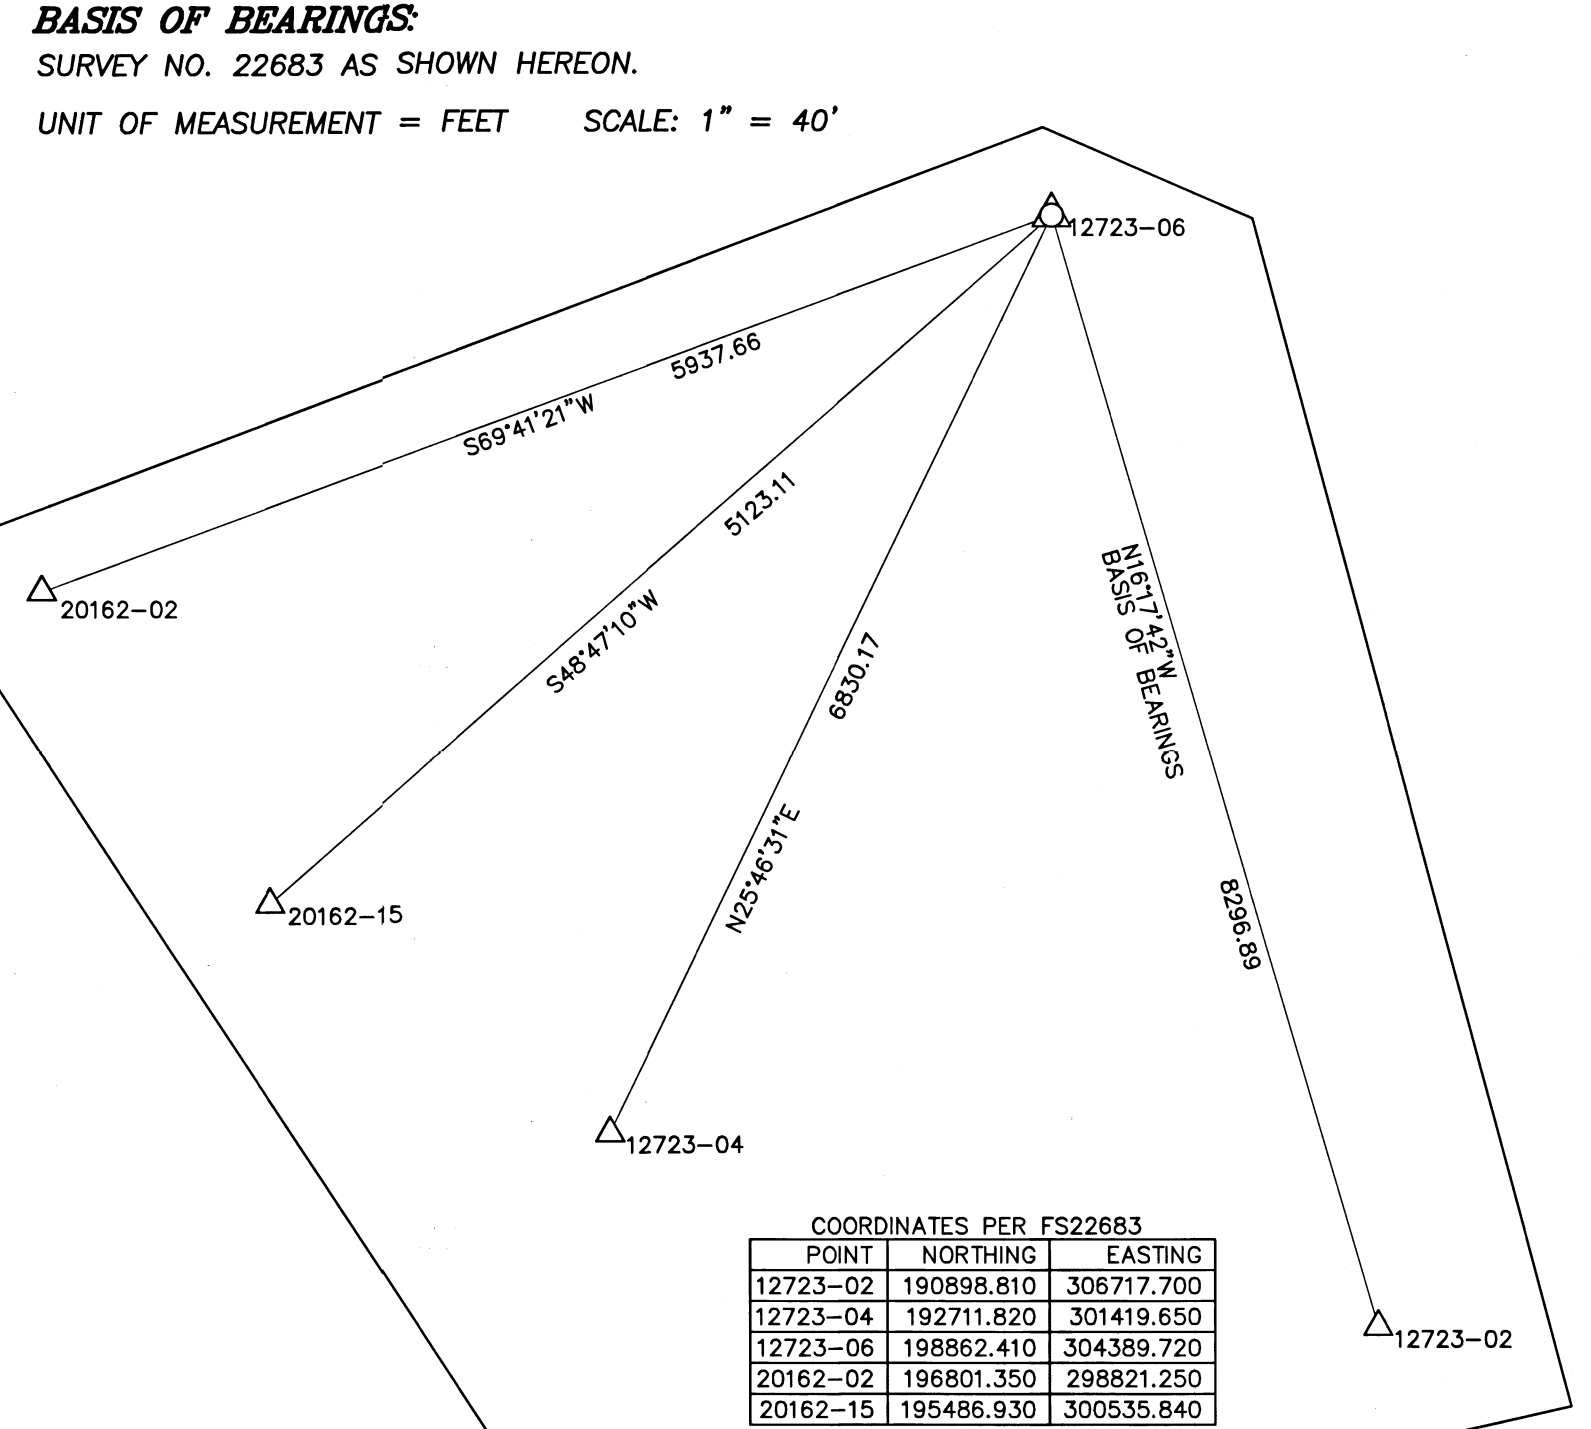 BASIS OF BEARINGS:
SURVEY NO. 22683 AS SHOWN HEREON.
UNIT OF MEASUREMENT = FEET SCALE: 1" = 40'
12723-06
5937.66
S69°41'21"W
5123.11
S48°47'10"W
20162-02
N16°17'42"W
BASIS OF BEARINGS
6830.17
N25°46'31"E
8296.89
20162-15
12723-04
12723-02
COORDINATES PER FS22683
POINT NORTHING EASTING
12723-02 190898.810 306717.700
12723-04 192711.820 301419.650
12723-06 198862.410 304389.720
20162-02 196801.350 298821.250
20162-15 195486.930 300535.840